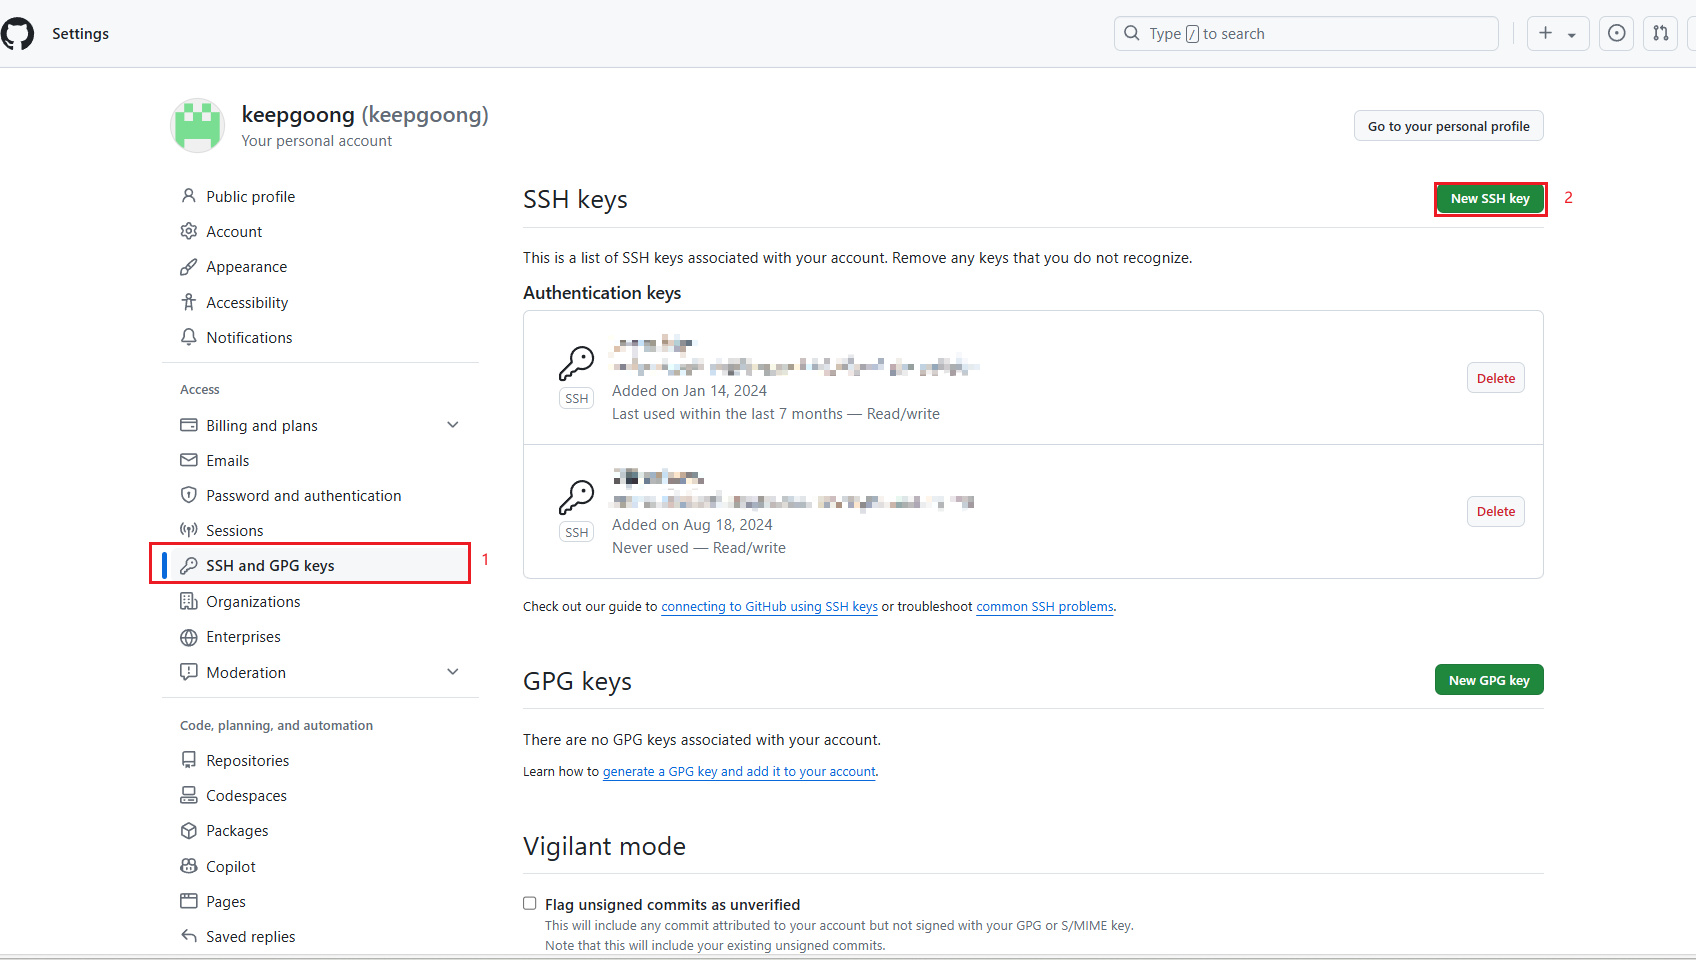 Settings
Type / to search
keepgoong (keepgoong)
Your personal account
Go to your personal profile
Public profile
Account
Appearance
Accessibility
Notifications
Access
Billing and plans
Emails
Password and authentication
Sessions
SSH and GPG keys
1
Organizations
Enterprises
Moderation
Code, planning, and automation
Repositories
Codespaces
Packages
Copilot
Pages
Saved replies
SSH keys
New SSH key
2
This is a list of SSH keys associated with your account. Remove any keys that you do not recognize.
Authentication keys
SSH
Added on Jan 14, 2024
Last used within the last 7 months — Read/write
Delete
SSH
Added on Aug 18, 2024
Never used — Read/write
Delete
Check out our guide to connecting to GitHub using SSH keys or troubleshoot common SSH problems.
GPG keys
New GPG key
There are no GPG keys associated with your account.
Learn how to generate a GPG key and add it to your account.
Vigilant mode
Flag unsigned commits as unverified
This will include any commit attributed to your account but not signed with your GPG or S/MIME key.
Note that this will include your existing unsigned commits.